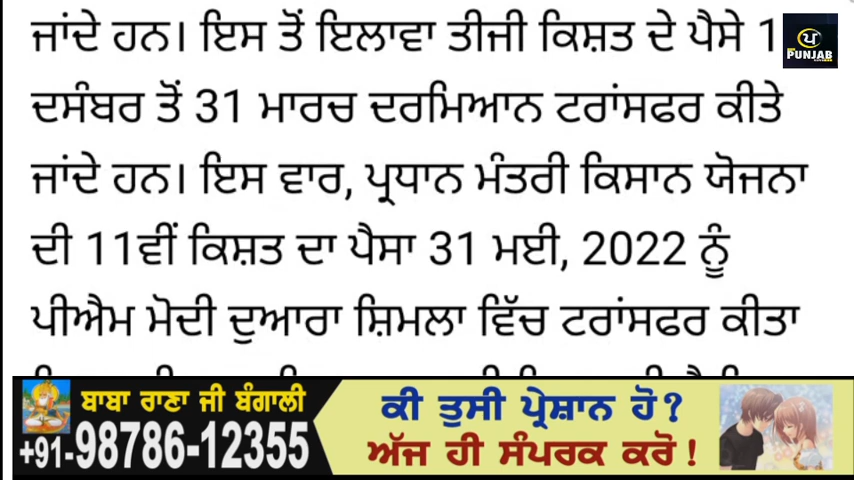 ਜਾਂਦੇ ਹਨ। ਇਸ ਤੋਂ ਇਲਾਵਾ ਤੀਜੀ ਕਿਸ਼ਤ ਦੇ ਪੈਸੇ 1
PUNJAB
ਦਸੰਬਰ ਤੋਂ 31 ਮਾਰਚ ਦਰਮਿਆਨ ਟਰਾਂਸਫਰ ਕੀਤੇ
ਜਾਂਦੇ ਹਨ। ਇਸ ਵਾਰ, ਪ੍ਰਧਾਨ ਮੰਤਰੀ ਕਿਸਾਨ ਯੋਜਨਾ
ਦੀ 11ਵੀਂ ਕਿਸ਼ਤ ਦਾ ਪੈਸਾ 31 ਮਈ, 2022 ਨੂੰ
ਪੀਐਮ ਮੋਦੀ ਦੁਆਰਾ ਸ਼ਿਮਲਾ ਵਿੱਚ ਟਰਾਂਸਫਰ ਕੀਤਾ
ਬਾਬਾ ਰਾਣਾ ਜੀ ਬੰਗਾਲੀ
+91-98786-12355
ਕੀ ਤੁਸੀ ਪ੍ਰੇਸ਼ਾਨ ਹੋ?
ਅੱਜ ਹੀ ਸੰਪਰਕ ਕਰੋ!